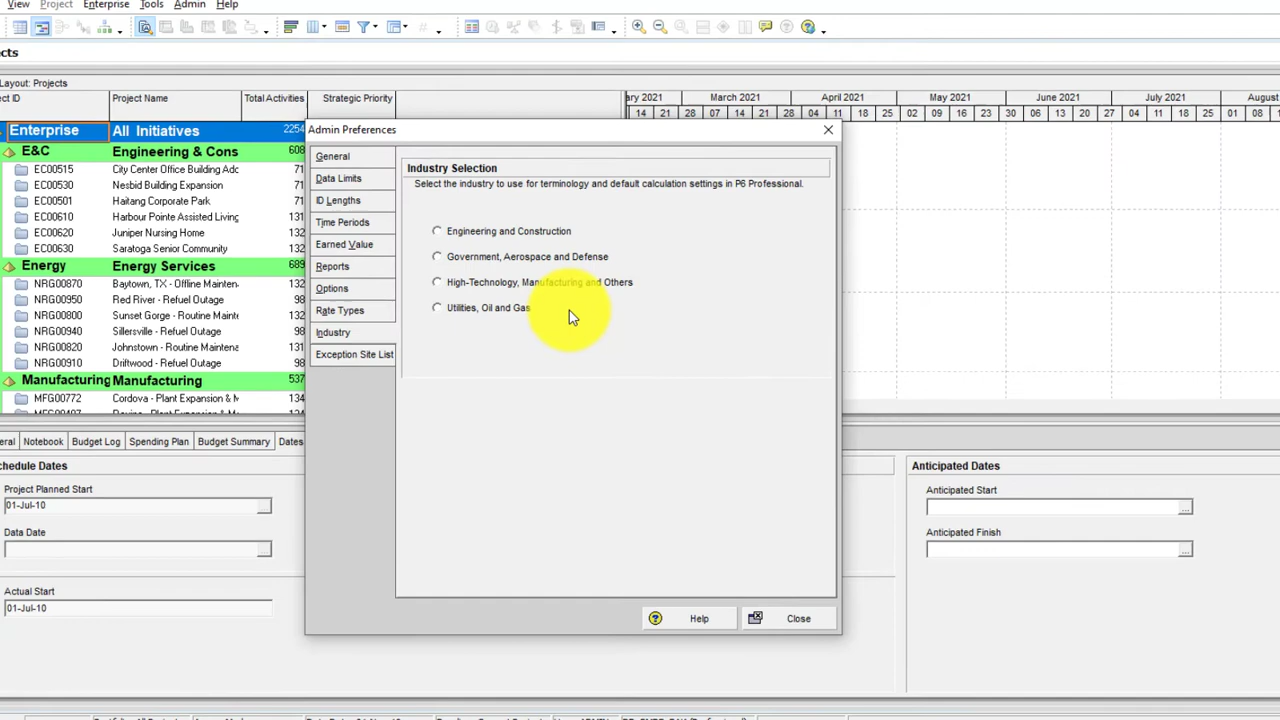 View Project Enterprise Tools Admin Help
cts
Layout: Projects
ct ID Project Name Total Activities Strategic Priority
ry 2021 March 2021 April 2021 May 2021 June 2021 July 2021 August
14 21 28 07 14 21 28 04 11 18 25 02 09 16 23 30 06 13 20 27 04 11 18 25 01 08
Enterprise All Initiatives 2254
E&C Engineering & Cons 608
EC00515 City Center Office Building Adc 71
EC00530 Nesbid Building Expansion 71
EC00501 Haitang Corporate Park 71
EC00610 Harbour Pointe Assisted Living 131
EC00620 Juniper Nursing Home 132
EC00630 Saratoga Senior Community 132
Energy Energy Services 689
NRG00870 Baytown, TX - Offline Mainten
NRG00950 Red River - Refuel Outage 98
NRG00800 Sunset Gorge - Routine Mainte 131
NRG00940 Sillersville - Refuel Outage 98
NRG00820 Johnstown - Routine Maintena 131
NRG00910 Driftwood - Refuel Outage 98
Manufacturing Manufacturing 537
MFG00772 Cordova - Plant Expansion & M 134
Admin Preferences
General
Data Limits
ID Lengths
Time Periods
Earned Value
Reports
Options
Rate Types
Industry
Exception Site List
Industry Selection
Select the industry to use for terminology and default calculation settings in P6 Professional.
Engineering and Construction
Government, Aerospace and Defense
High-Technology, Manufacturing and Others
Utilities, Oil and Gas
Help Close
eral Notebook Budget Log Spending Plan Budget Summary Dates
chedule Dates
Project Planned Start
01-Jul-10
Data Date
Actual Start
01-Jul-10
Anticipated Dates
Anticipated Start
Anticipated Finish